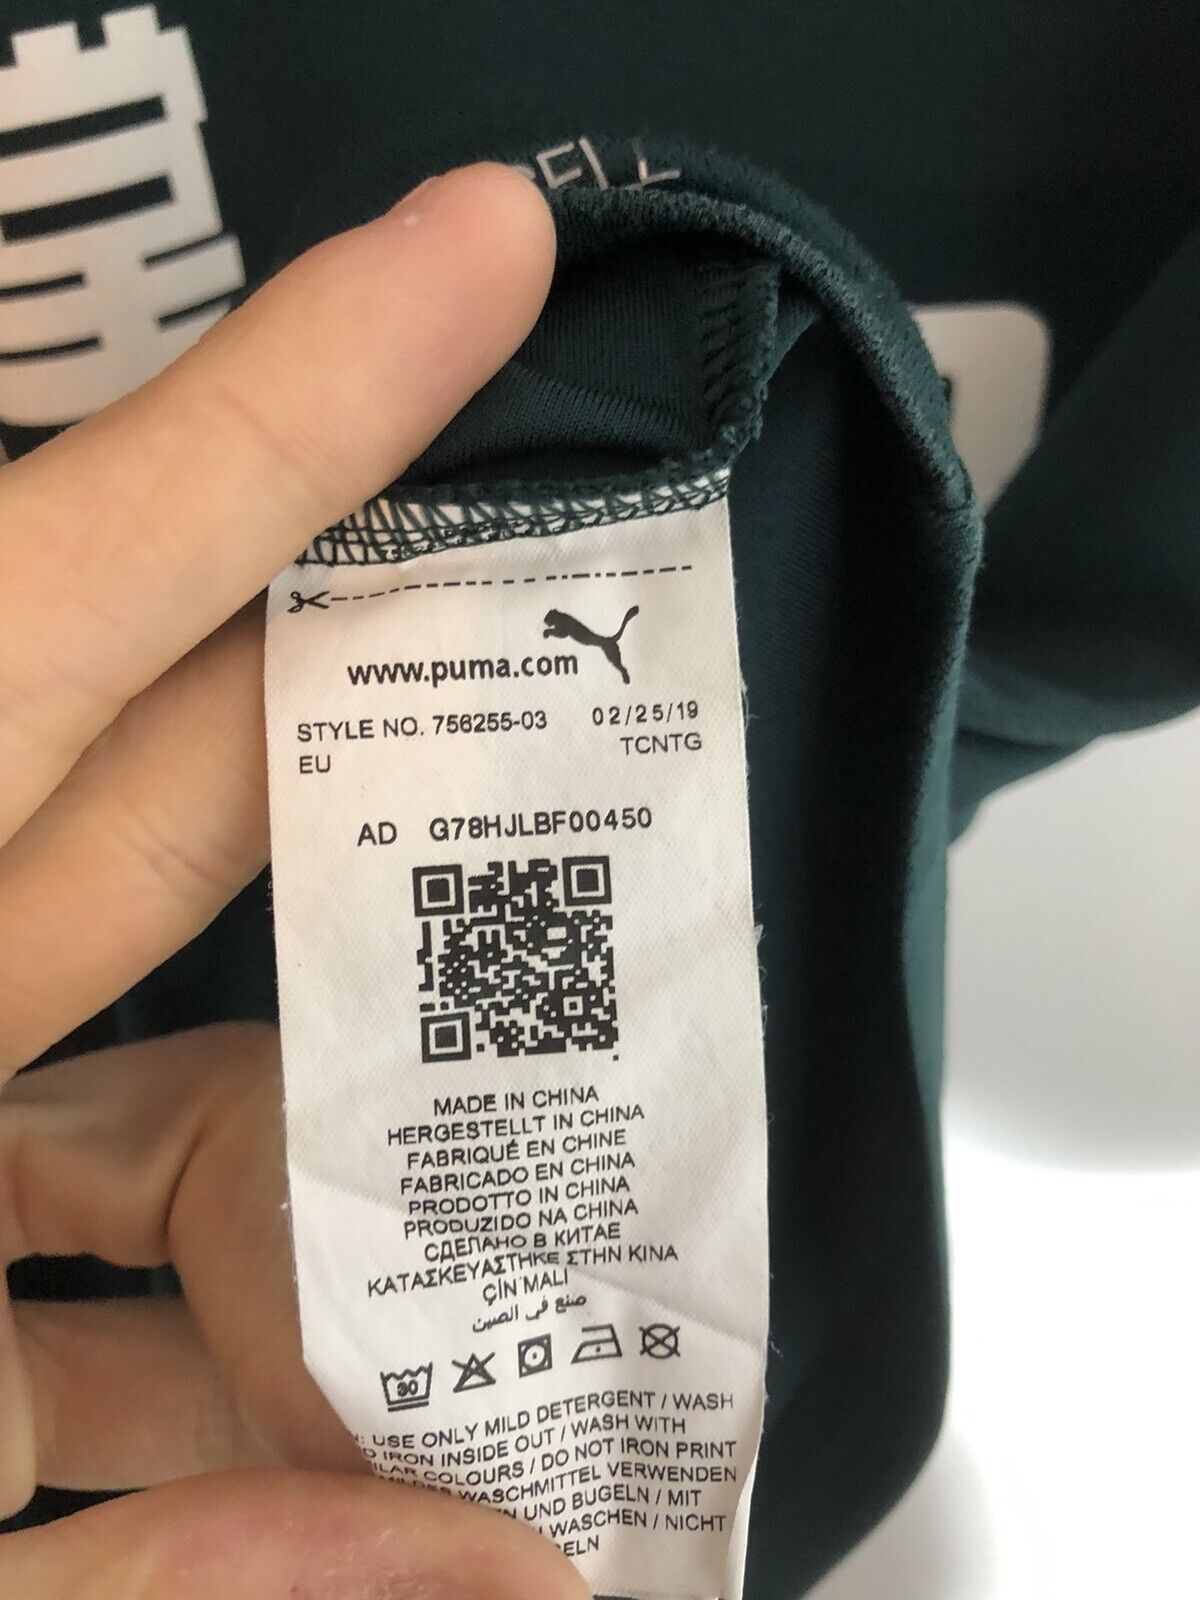 www.puma.com
STYLE NO. 756255-03 02/25/19
EU TCNTG
AD G78HJLBF00450
MADE IN CHINA
HERGESTELLT IN CHINA
FABRIQUÉ EN CHINE
FABRICADO EN CHINA
PRODOTTO IN CHINA
PRODUZIDO NA CHINA
СДЕЛАНО В КИТАЕ
ΚΑΤΑΣΚΕΥΑΣΤΗΚΕ ΣΤΗΝ ΚΙΝΑ
ÇİN MALI
صنع في الصين
30
USE ONLY MILD DETERGENT / WASH
IRON INSIDE OUT / WASH WITH
COLOURS / DO NOT IRON PRINT
WASCHMITTEL VERWENDEN
UND BUGELN / MIT
WASCHEN / NICHT